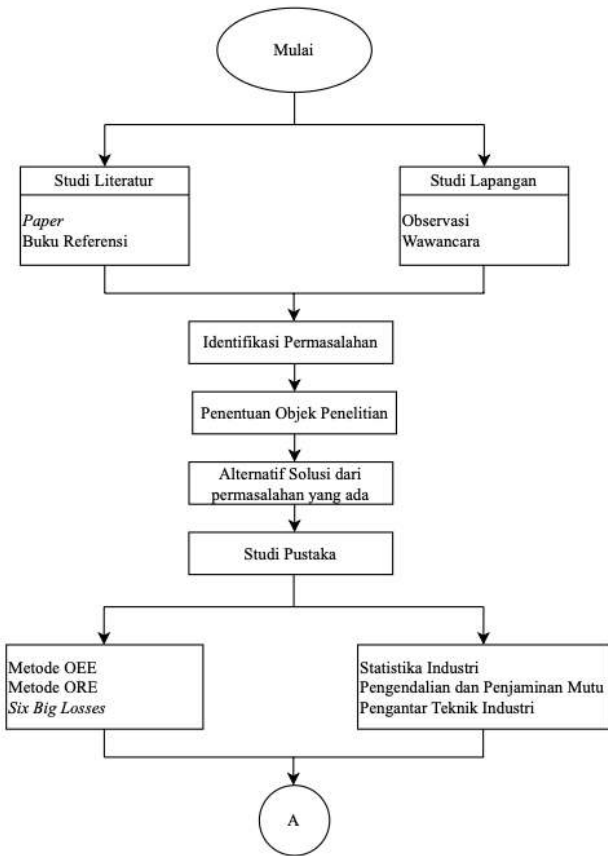 Mulai
Studi Literatur
Paper
Buku Referensi
Studi Lapangan
Observasi
Wawancara
Identifikasi Permasalahan
Penentuan Objek Penelitian
Alternatif Solusi dari
permasalahan yang ada
Studi Pustaka
Metode OEE
Metode ORE
Six Big Losses
Statistika Industri
Pengendalian dan Penjaminan Mutu
Pengantar Teknik Industri
A